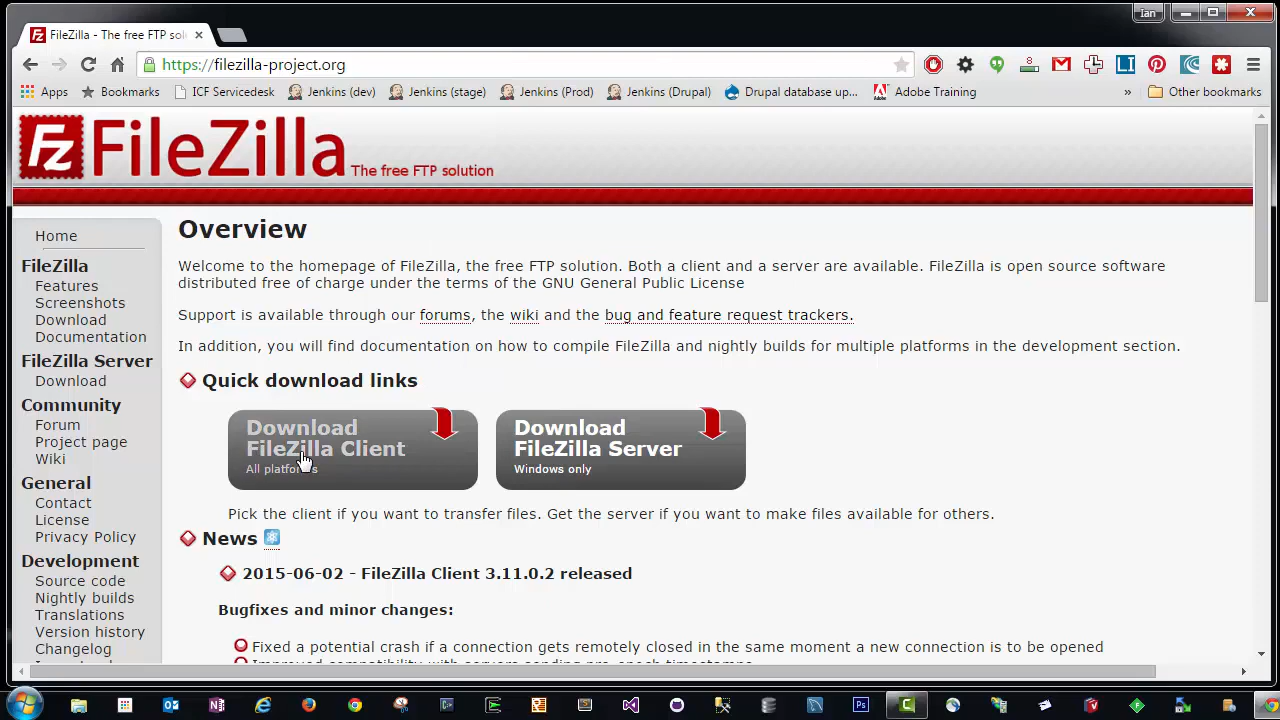 Ian
FileZilla - The free FTP sol
https://filezilla-project.org
Apps
Bookmarks
ICF Servicedesk
Jenkins (dev)
Jenkins (stage)
Jenkins (Prod)
Jenkins (Drupal)
Drupal database up...
Adobe Training
»
Other bookmarks
Fz FileZilla The free FTP solution
Home
FileZilla
Features
Screenshots
Download
Documentation
FileZilla Server
Download
Community
Forum
Project page
Wiki
General
Contact
License
Privacy Policy
Development
Source code
Nightly builds
Translations
Version history
Changelog
Overview
Welcome to the homepage of FileZilla, the free FTP solution. Both a client and a server are available. FileZilla is open source software
distributed free of charge under the terms of the GNU General Public License
Support is available through our forums, the wiki and the bug and feature request trackers.
In addition, you will find documentation on how to compile FileZilla and nightly builds for multiple platforms in the development section.
Quick download links
Download
FileZilla Client
All platforms
Download
FileZilla Server
Windows only
Pick the client if you want to transfer files. Get the server if you want to make files available for others.
News
2015-06-02 - FileZilla Client 3.11.0.2 released
Bugfixes and minor changes:
Fixed a potential crash if a connection gets remotely closed in the same moment a new connection is to be opened